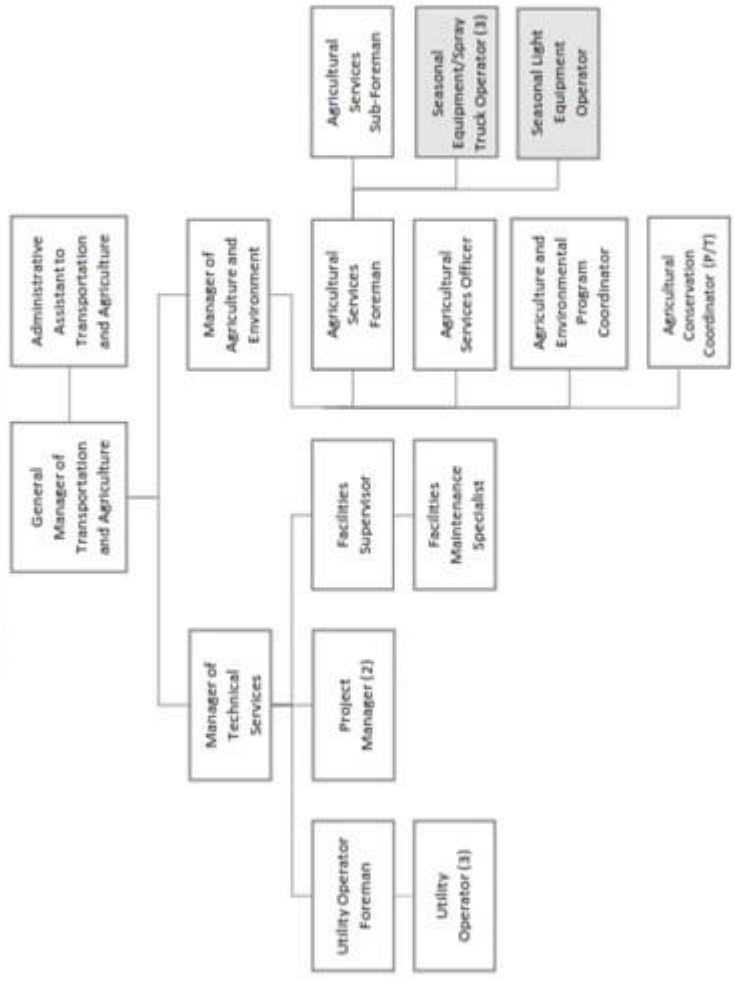 General
Manager of
Transportation
and Agriculture
Administrative
Assistant to
Transportation
and Agriculture
Manager of
Technical
Services
Manager of
Agriculture and
Environment
Utility Operator
Foreman
Project
Manager (2)
Facilities
Supervisor
Agricultural
Services
Foreman
Agricultural
Services
Sub-Foreman
Utility
Operator (3)
Facilities
Maintenance
Specialist
Agricultural
Services Officer
Seasonal
Equipment/Spray
Truck Operator (3)
Agriculture and
Environmental
Program
Coordinator
Seasonal Light
Equipment
Operator
Agricultural
Conservation
Coordinator (P/T)